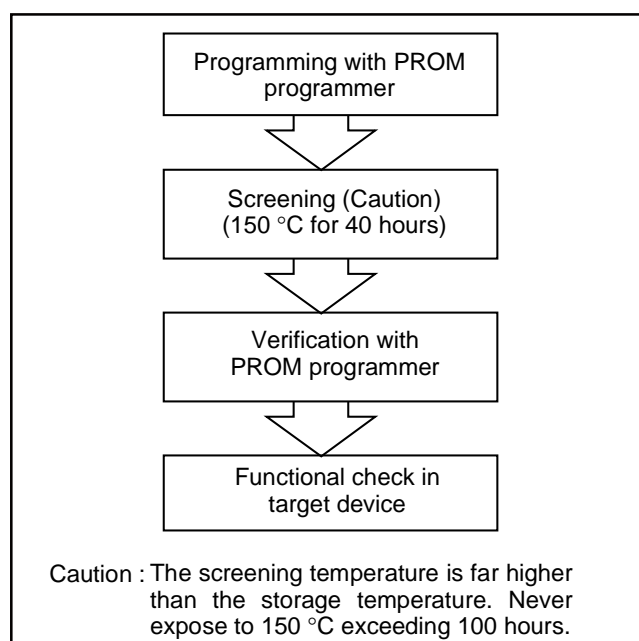 Programming with PROM
programmer
Screening (Caution)
(150 °C for 40 hours)
Verification with
PROM programmer
Functional check in
target device
Caution : The screening temperature is far higher
than the storage temperature. Never
expose to 150 °C exceeding 100 hours.